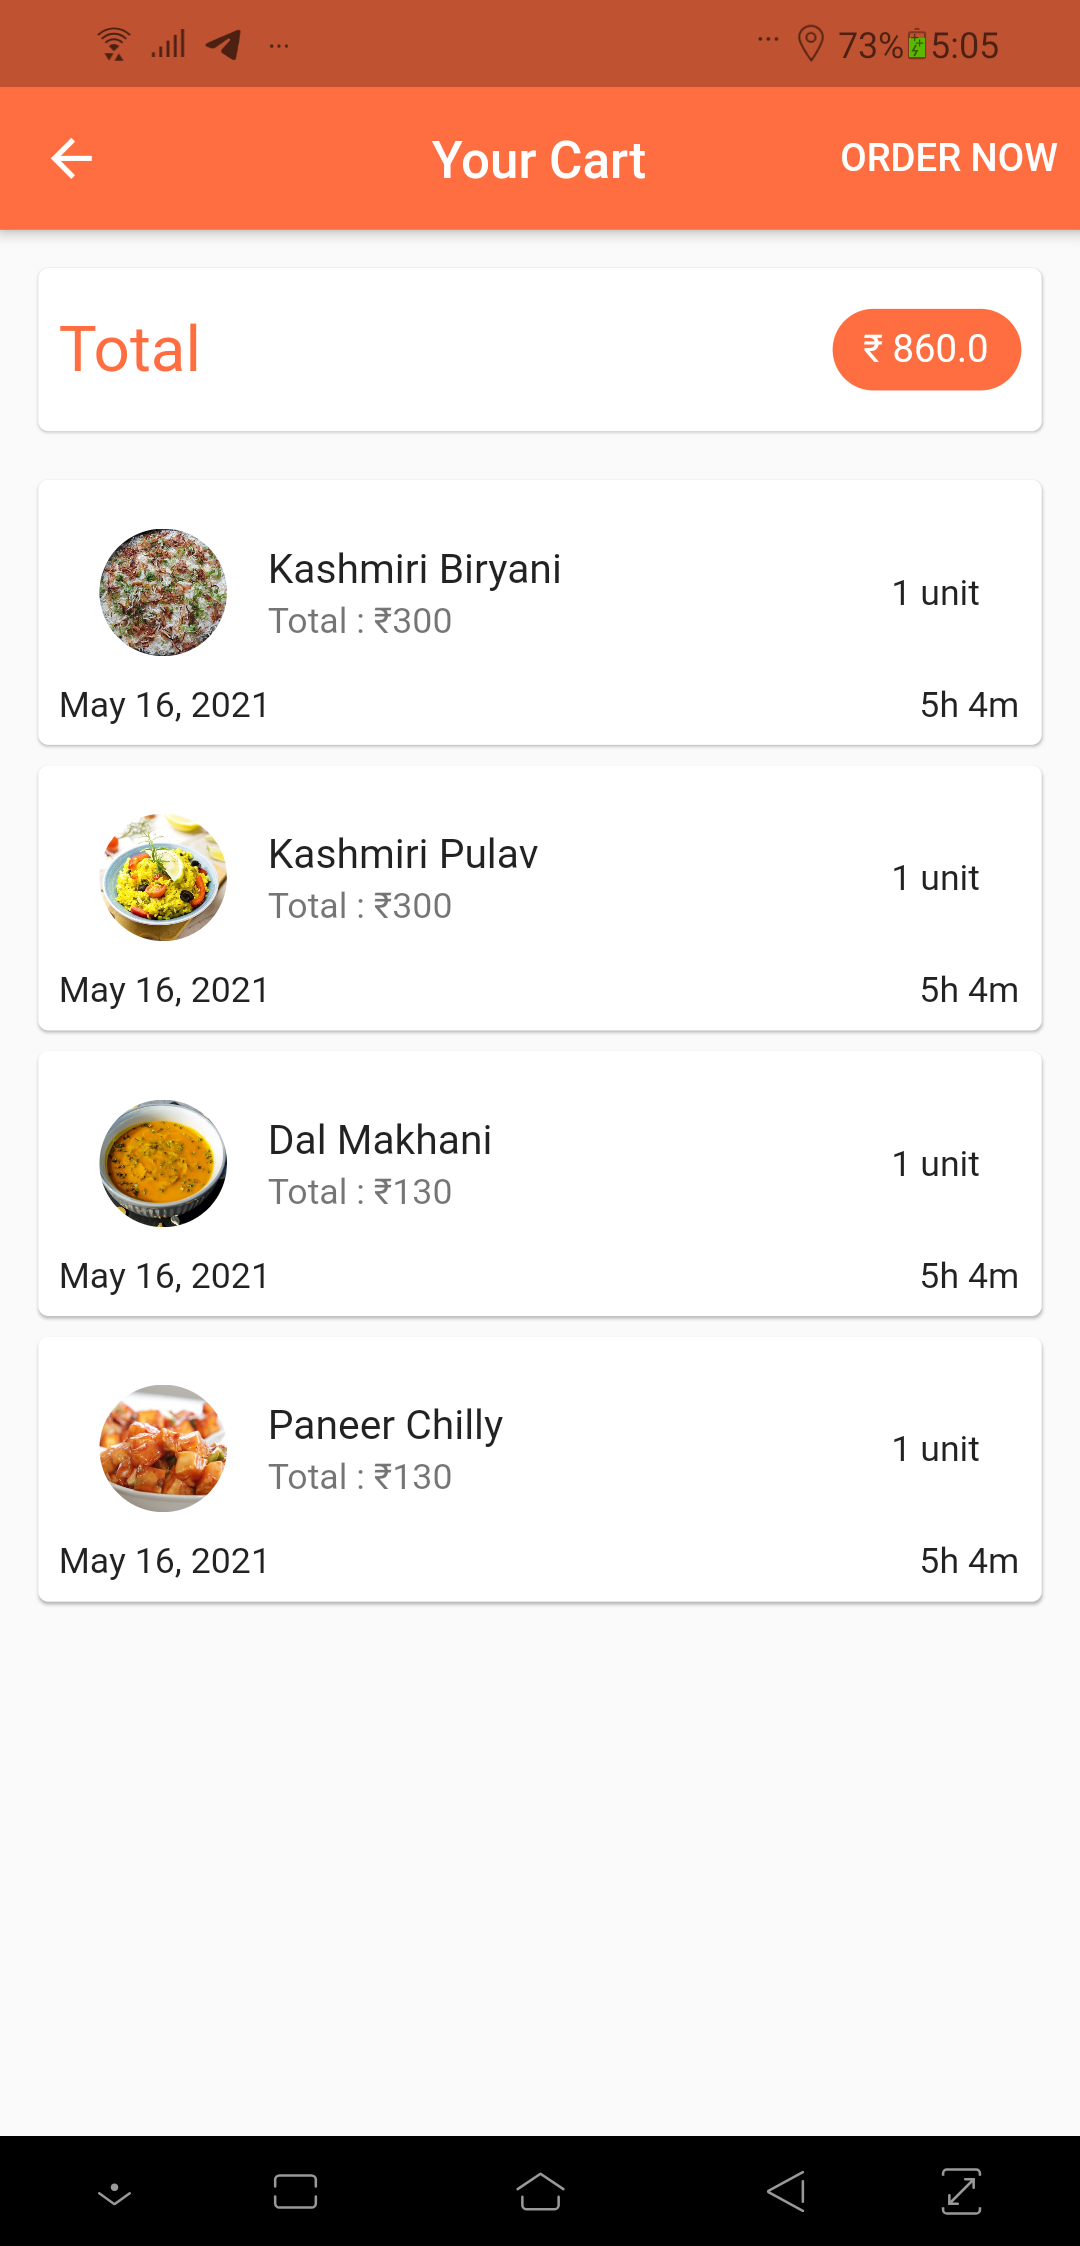 73% 5:05
Your Cart
ORDER NOW
Total
₹ 860.0
Kashmiri Biryani
Total : ₹300
1 unit
May 16, 2021
5h 4m
Kashmiri Pulav
Total : ₹300
1 unit
May 16, 2021
5h 4m
Dal Makhani
Total : ₹130
1 unit
May 16, 2021
5h 4m
Paneer Chilly
Total : ₹130
1 unit
May 16, 2021
5h 4m